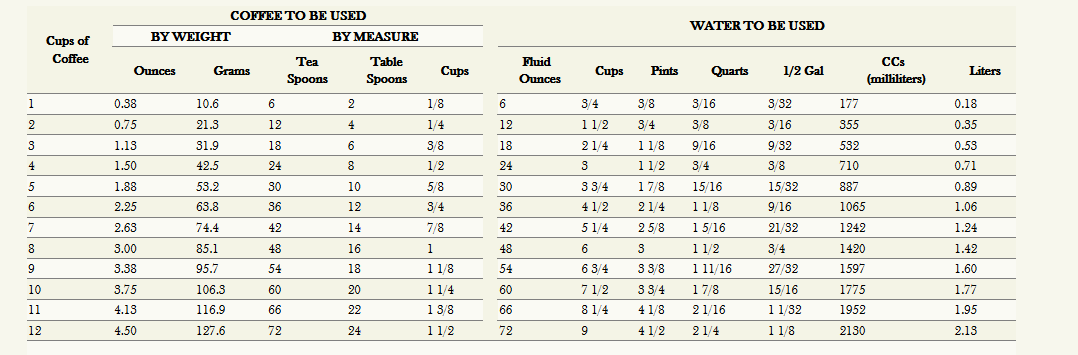 COFFEE TO BE USED
WATER TO BE USED
Cups of Coffee
BY WEIGHT BY MEASURE
Ounces Grams Tea Spoons Table Spoons Cups Fluid Ounces Cups Pints Quarts 1/2 Gal CCs (milliliters) Liters
1 0.38 10.6 6 2 1/8 6 3/4 3/8 3/16 3/32 177 0.18
2 0.75 21.3 12 4 1/4 12 1 1/2 3/4 3/8 3/16 355 0.35
3 1.13 31.9 18 6 3/8 18 2 1/4 1 1/8 9/16 9/32 532 0.53
4 1.50 42.5 24 8 1/2 24 3 1 1/2 3/4 3/8 710 0.71
5 1.88 53.2 30 10 5/8 30 3 3/4 1 7/8 15/16 15/32 887 0.89
6 2.25 63.8 36 12 3/4 36 4 1/2 2 1/4 1 1/8 9/16 1065 1.06
7 2.63 74.4 42 14 7/8 42 5 1/4 2 5/8 1 5/16 21/32 1242 1.24
8 3.00 85.1 48 16 1 48 6 3 1 1/2 3/4 1420 1.42
9 3.38 95.7 54 18 1 1/8 54 6 3/4 3 3/8 1 11/16 27/32 1597 1.60
10 3.75 106.3 60 20 1 1/4 60 7 1/2 3 3/4 1 7/8 15/16 1775 1.77
11 4.13 116.9 66 22 1 3/8 66 8 1/4 4 1/8 2 1/16 1 1/32 1952 1.95
12 4.50 127.6 72 24 1 1/2 72 9 4 1/2 2 1/4 1 1/8 2130 2.13